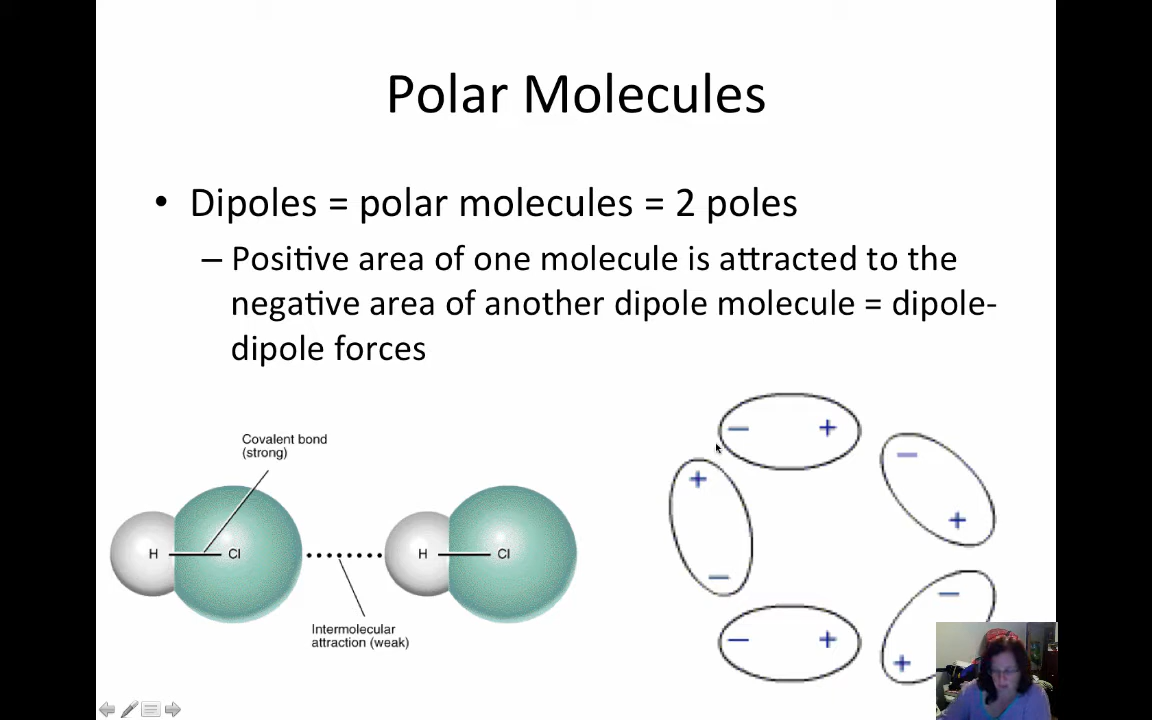 Polar Molecules
• Dipoles = polar molecules = 2 poles
– Positive area of one molecule is attracted to the
negative area of another dipole molecule = dipole-
dipole forces
Covalent bond
(strong)
H Cl H Cl
Intermolecular
attraction (weak)
− +
− +
+ −
− +
− +